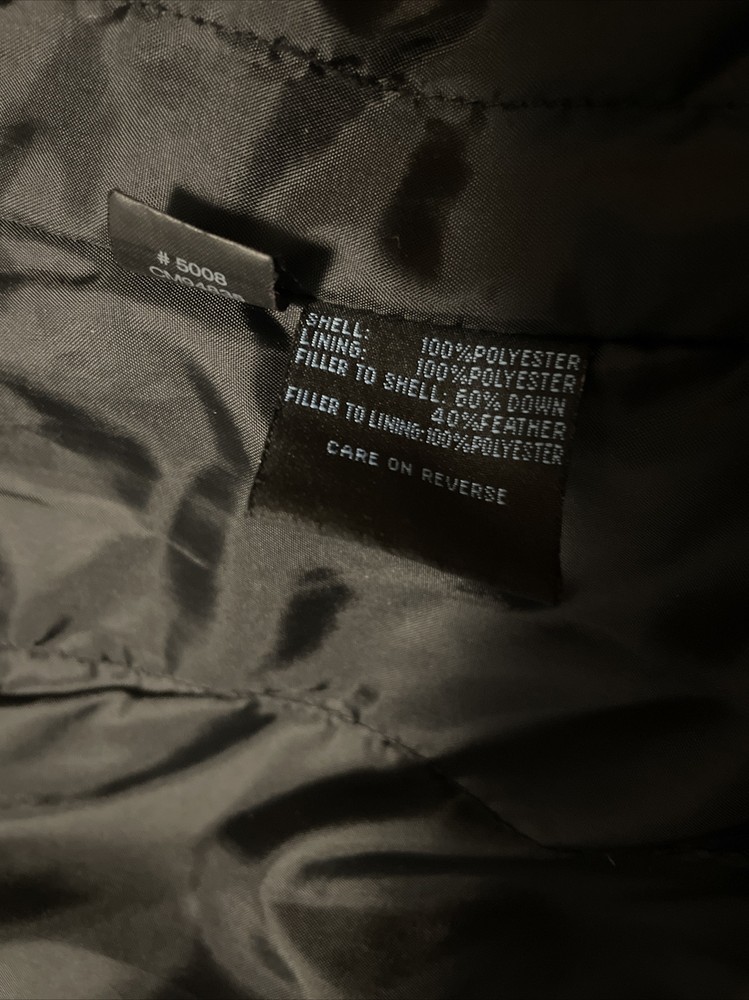 # 5008
SHELL: 100%POLYESTER
LINING: 100%POLYESTER
FILLER TO SHELL: 60% DOWN
40%FEATHER
FILLER TO LINING:100%POLYESTER
CARE ON REVERSE